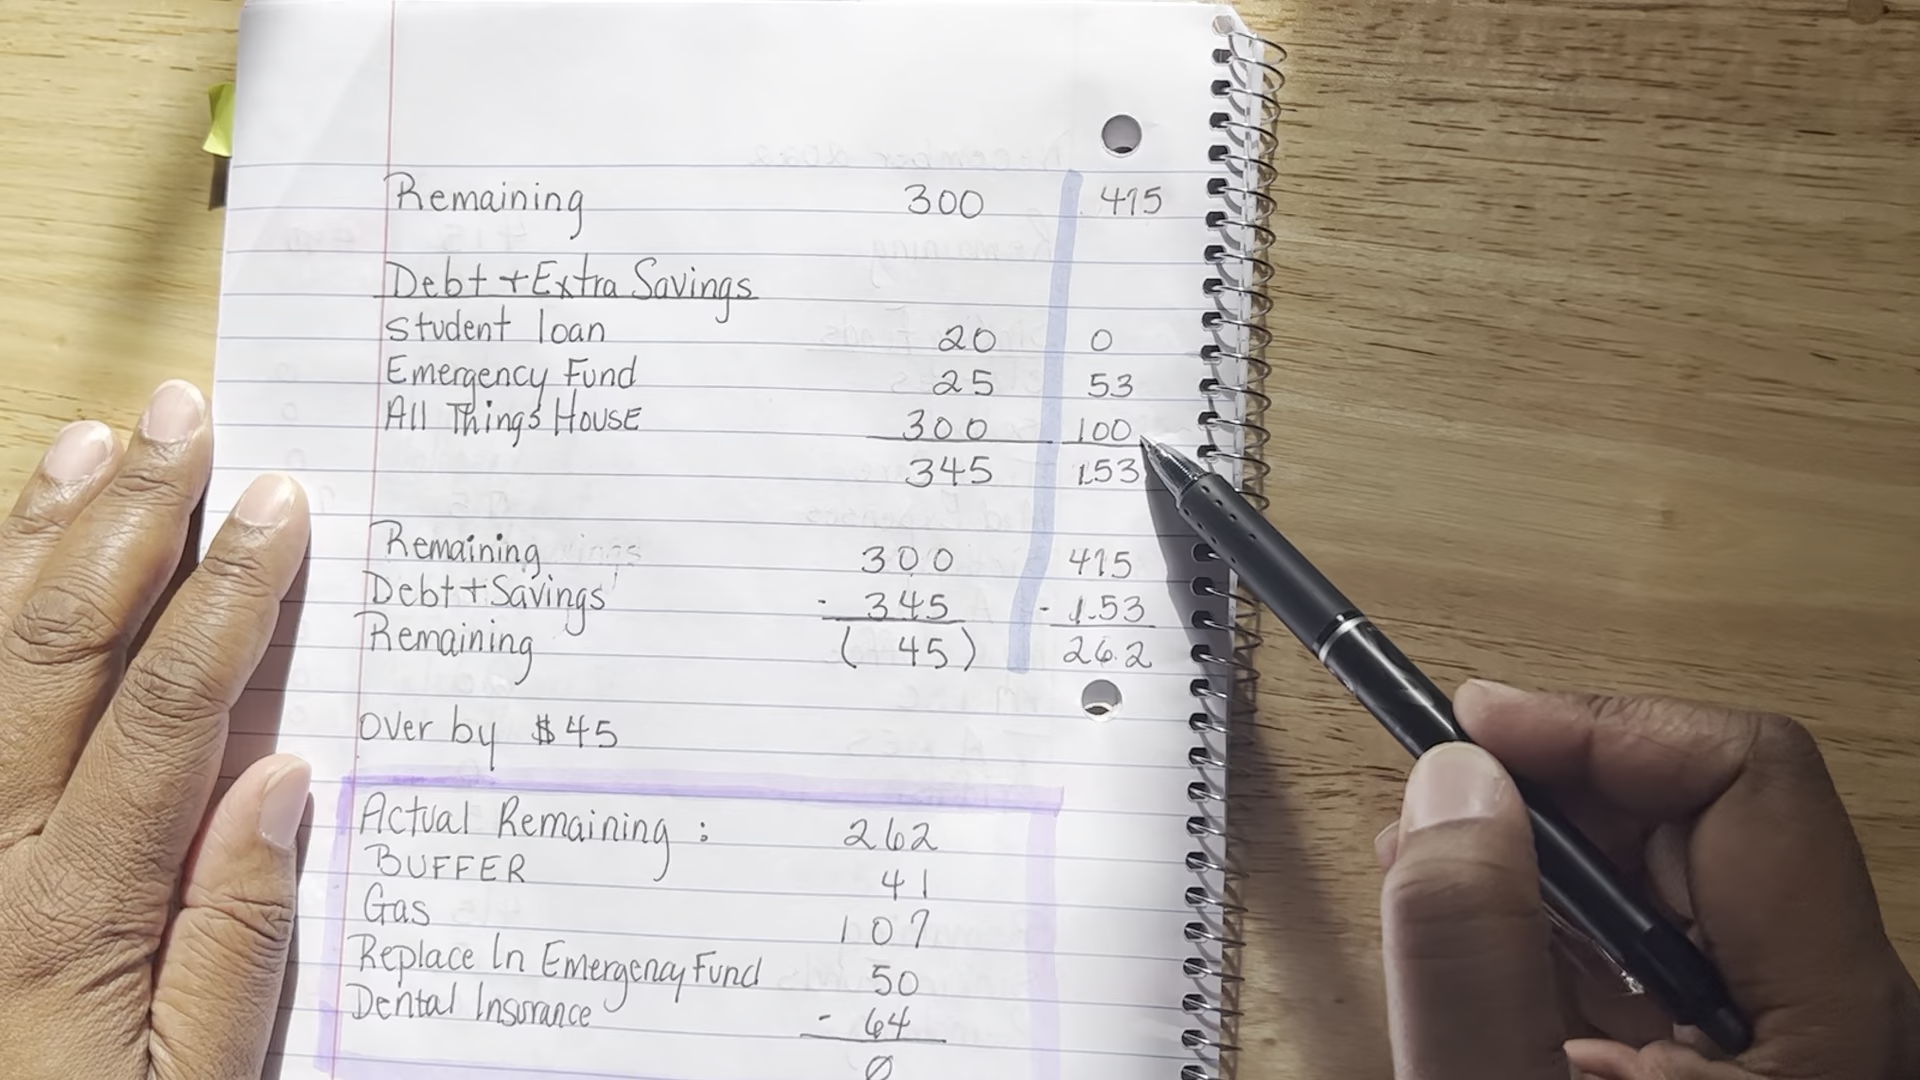 Remaining 300 415
Debt + Extra Savings
Student loan 20 0
Emergency Fund 25 53
All Things House 300 100
345 153
Remaining 300 415
Debt + Savings - 345 - 153
Remaining (45) 262
over by $45
Actual Remaining: 262
BUFFER 41
Gas 107
Replace In Emergency Fund 50
Dental Insurance - 64
0